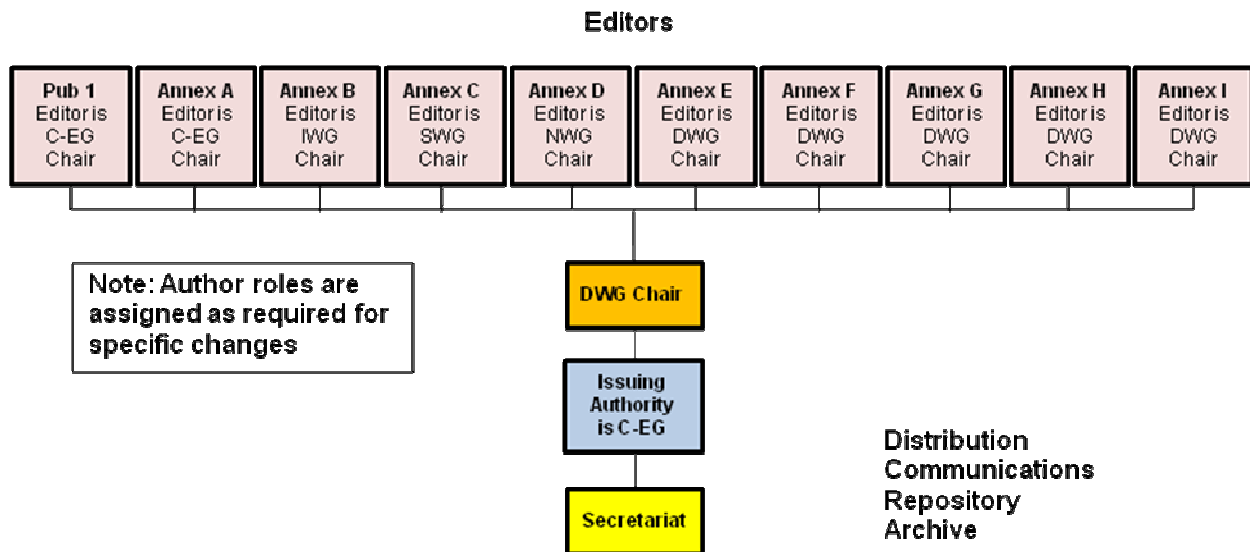 Editors
Pub 1
Editor is
C-EG
Chair
Annex A
Editor is
C-EG
Chair
Annex B
Editor is
IWG
Chair
Annex C
Editor is
SWG
Chair
Annex D
Editor is
NWG
Chair
Annex E
Editor is
DWG
Chair
Annex F
Editor is
DWG
Chair
Annex G
Editor is
DWG
Chair
Annex H
Editor is
DWG
Chair
Annex I
Editor is
DWG
Chair
Note: Author roles are
assigned as required for
specific changes
DWG Chair
Issuing
Authority
is C-EG
Secretariat
Distribution
Communications
Repository
Archive